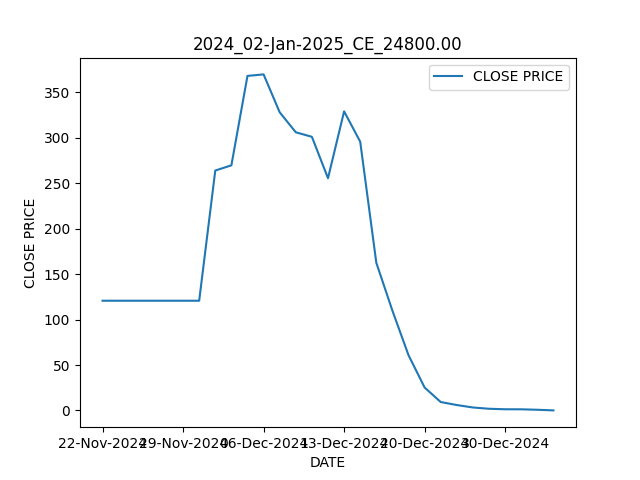 2024_02-Jan-2025_CE_24800.00
CLOSE PRICE
CLOSE PRICE
350
300
250
200
150
100
50
0
22-Nov-2024 29-Nov-2024 06-Dec-2024 13-Dec-2024 20-Dec-2024 30-Dec-2024
DATE